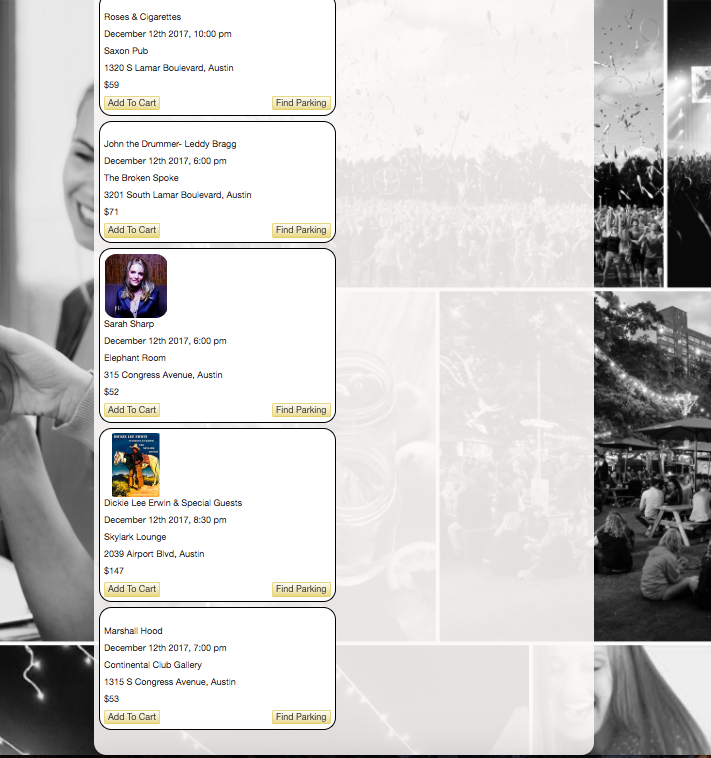 Roses & Cigarettes
December 12th 2017, 10:00 pm
Saxon Pub
1320 S Lamar Boulevard, Austin
$59
Add To Cart Find Parking
John the Drummer- Leddy Bragg
December 12th 2017, 6:00 pm
The Broken Spoke
3201 South Lamar Boulevard, Austin
$71
Add To Cart Find Parking
Sarah Sharp
December 12th 2017, 6:00 pm
Elephant Room
315 Congress Avenue, Austin
$52
Add To Cart Find Parking
DICKIE LEE ERWIN
Dickie Lee Erwin & Special Guests
December 12th 2017, 8:30 pm
Skylark Lounge
2039 Airport Blvd, Austin
$147
Add To Cart Find Parking
Marshall Hood
December 12th 2017, 7:00 pm
Continental Club Gallery
1315 S Congress Avenue, Austin
$53
Add To Cart Find Parking